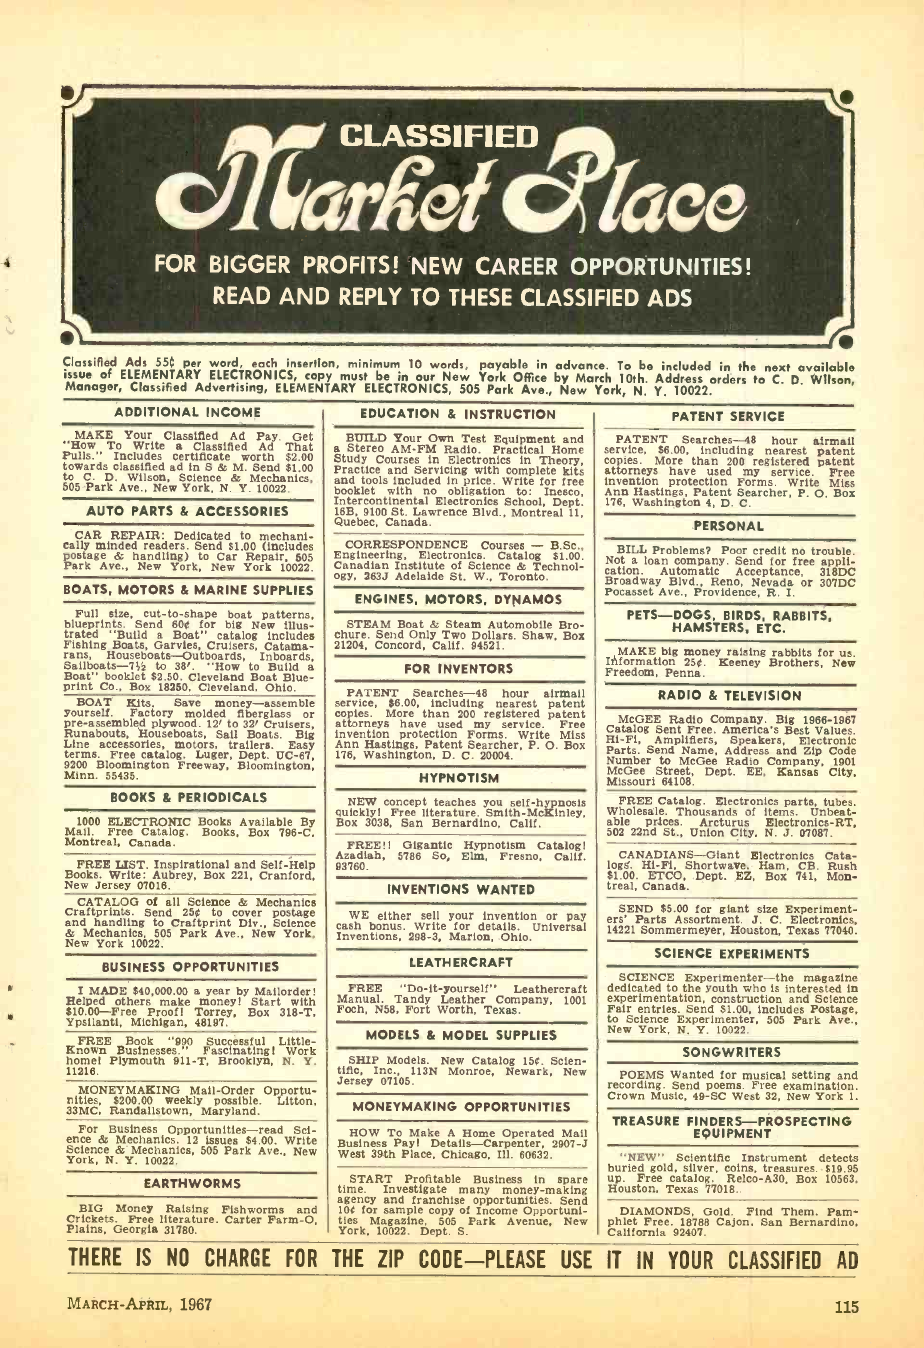 CLASSIFIED
Market Place
FOR BIGGER PROFITS! NEW CAREER OPPORTUNITIES!
READ AND REPLY TO THESE CLASSIFIED ADS
Classified Ads 55¢ per word, each insertion, minimum 10 words, payable in advance. To be included in the next available
issue of ELEMENTARY ELECTRONICS, copy must be in our New York Office by March 10th. Address orders to C. D. Wilson,
Manager, Classified Advertising, ELEMENTARY ELECTRONICS, 505 Park Ave., New York, N. Y. 10022.
ADDITIONAL INCOME
MAKE Your Classified Ad Pay. Get
"How To Write a Classified Ad That
Pulls." Includes certificate worth $2.00
towards classified ad in S & M. Send $1.00
to C. D. Wilson, Science & Mechanics,
505 Park Ave., New York, N. Y. 10022.
AUTO PARTS & ACCESSORIES
CAR REPAIR: Dedicated to mechani-
cally minded readers. Send $1.00 (includes
postage & handling) to Car Repair, 505
Park Ave., New York, New York 10022.
BOATS, MOTORS & MARINE SUPPLIES
Full size, cut-to-shape boat patterns,
blueprints. Send 60¢ for big New illus-
trated "Build a Boat" catalog includes
Fishing Boats, Garvies, Cruisers, Catama-
rans, Houseboats—Outboards, Inboards,
Sailboats—7½ to 38'. "How to Build a
Boat" booklet $2.50. Cleveland Boat Blue-
print Co., Box 18250, Cleveland, Ohio.
BOAT Kits. Save money—assemble
yourself. Factory molded fiberglass or
pre-assembled plywood. 12' to 32' Cruisers,
Runabouts, Houseboats, Sail Boats. Big
Line accessories, motors, trailers. Easy
terms. Free catalog. Luger, Dept. UC-67,
9200 Bloomington Freeway, Bloomington,
Minn. 55435.
BOOKS & PERIODICALS
1000 ELECTRONIC Books Available By
Mail. Free Catalog. Books, Box 796-C,
Montreal, Canada.
FREE LIST. Inspirational and Self-Help
Books. Write: Aubrey, Box 221, Cranford,
New Jersey 07016.
CATALOG of all Science & Mechanics
Craftprints. Send 25¢ to cover postage
and handling to Craftprint Div., Science
& Mechanics, 505 Park Ave., New York,
New York 10022.
BUSINESS OPPORTUNITIES
I MADE $40,000.00 a year by Mailorder!
Helped others make money! Start with
$10.00—Free Proof! Torrey, Box 318-T,
Ypsilanti, Michigan, 48197.
FREE Book "990 Successful Little-
Known Businesses." Fascinating! Work
home! Plymouth 911-T, Brooklyn, N. Y.
11216.
MONEYMAKING Mail-Order Opportu-
nities, $200.00 weekly possible. Litton,
33MC, Randallstown, Maryland.
For Business Opportunities—read Sci-
ence & Mechanics. 12 issues $4.00. Write
Science & Mechanics, 505 Park Ave., New
York, N. Y. 10022.
EARTHWORMS
BIG Money Raising Fishworms and
Crickets. Free literature. Carter Farm-O,
Plains, Georgia 31780.
EDUCATION & INSTRUCTION
BUILD Your Own Test Equipment and
a Stereo AM-FM Radio. Practical Home
Study Courses in Electronics in Theory,
Practice and Servicing with complete kits
and tools included in price. Write for free
booklet with no obligation to: Inesco,
Intercontinental Electronics School, Dept.
16B, 9100 St. Lawrence Blvd., Montreal 11,
Quebec, Canada.
CORRESPONDENCE Courses — B.Sc.,
Engineering, Electronics. Catalog $1.00.
Canadian Institute of Science & Technol-
ogy, 263J Adelaide St. W., Toronto.
ENGINES, MOTORS, DYNAMOS
STEAM Boat & Steam Automobile Bro-
chure. Send Only Two Dollars. Shaw, Box
21204, Concord, Calif. 94521.
FOR INVENTORS
PATENT Searches—48 hour airmail
service, $6.00, including nearest patent
copies. More than 200 registered patent
attorneys have used my service. Free
invention protection Forms. Write Miss
Ann Hastings, Patent Searcher, P. O. Box
176, Washington, D. C. 20004.
HYPNOTISM
NEW concept teaches you self-hypnosis
quickly! Free literature. Smith-McKinley,
Box 3038, San Bernardino, Calif.
FREE!! Gigantic Hypnotism Catalog!
Azadiah, 5786 So, Elm, Fresno, Calif.
93760.
INVENTIONS WANTED
WE either sell your invention or pay
cash bonus. Write for details. Universal
Inventions, 298-3, Marion, Ohio.
LEATHERCRAFT
FREE "Do-it-yourself" Leathercraft
Manual. Tandy Leather Company, 1001
Foch, N58, Fort Worth, Texas.
MODELS & MODEL SUPPLIES
SHIP Models. New Catalog 15¢. Scien-
tific, Inc., 113N Monroe, Newark, New
Jersey 07105.
MONEYMAKING OPPORTUNITIES
HOW To Make A Home Operated Mail
Business Pay! Details—Carpenter, 2907-J
West 39th Place, Chicago, Ill. 60632.
START Profitable Business in spare
time. Investigate many money-making
agency and franchise opportunities. Send
10¢ for sample copy of Income Opportuni-
ties Magazine, 505 Park Avenue, New
York, 10022. Dept. S.
PATENT SERVICE
PATENT Searches—48 hour airmail
service, $6.00, including nearest patent
copies. More than 200 registered patent
attorneys have used my service. Free
invention protection Forms. Write Miss
Ann Hastings, Patent Searcher, P. O. Box
176, Washington 4, D. C.
PERSONAL
BILL Problems? Poor credit no trouble.
Not a loan company. Send for free appli-
cation. Automatic Acceptance, 318DC
Broadway Blvd., Reno, Nevada or 307DC
Pocasset Ave., Providence, R. I.
PETS—DOGS, BIRDS, RABBITS,
HAMSTERS, ETC.
MAKE big money raising rabbits for us.
Information 25¢. Keeney Brothers, New
Freedom, Penna.
RADIO & TELEVISION
McGEE Radio Company. Big 1966-1967
Catalog Sent Free. America's Best Values.
Hi-Fi, Amplifiers, Speakers, Electronic
Parts. Send Name, Address and Zip Code
Number to McGee Radio Company, 1901
McGee Street, Dept. EE, Kansas City,
Missouri 64108.
FREE Catalog. Electronics parts, tubes.
Wholesale. Thousands of items. Unbeat-
able prices. Arcturus Electronics-RT,
502 22nd St., Union City, N. J. 07087.
CANADIANS—Giant Electronics Cata-
logs. Hi-Fi, Shortwave, Ham, CB. Rush
$1.00. ETCO, Dept. EZ, Box 741, Mon-
treal, Canada.
SEND $5.00 for giant size Experiment-
ers' Parts Assortment. J. C. Electronics,
14221 Sommermeyer, Houston, Texas 77040.
SCIENCE EXPERIMENTS
SCIENCE Experimenter—the magazine
dedicated to the youth who is interested in
experimentation, construction and Science
Fair entries. Send $1.00, includes Postage,
to Science Experimenter, 505 Park Ave.,
New York, N. Y. 10022.
SONGWRITERS
POEMS Wanted for musical setting and
recording. Send poems. Free examination.
Crown Music, 49-SC West 32, New York 1.
TREASURE FINDERS—PROSPECTING
EQUIPMENT
"NEW" Scientific Instrument detects
buried gold, silver, coins, treasures. $19.95
up. Free catalog. Relco-A30, Box 10563,
Houston, Texas 77018.
DIAMONDS, Gold. Find Them. Pam-
phlet Free. 18788 Cajon, San Bernardino,
California 92407.
THERE IS NO CHARGE FOR THE ZIP CODE—PLEASE USE IT IN YOUR CLASSIFIED AD
MARCH-APRIL, 1967
115